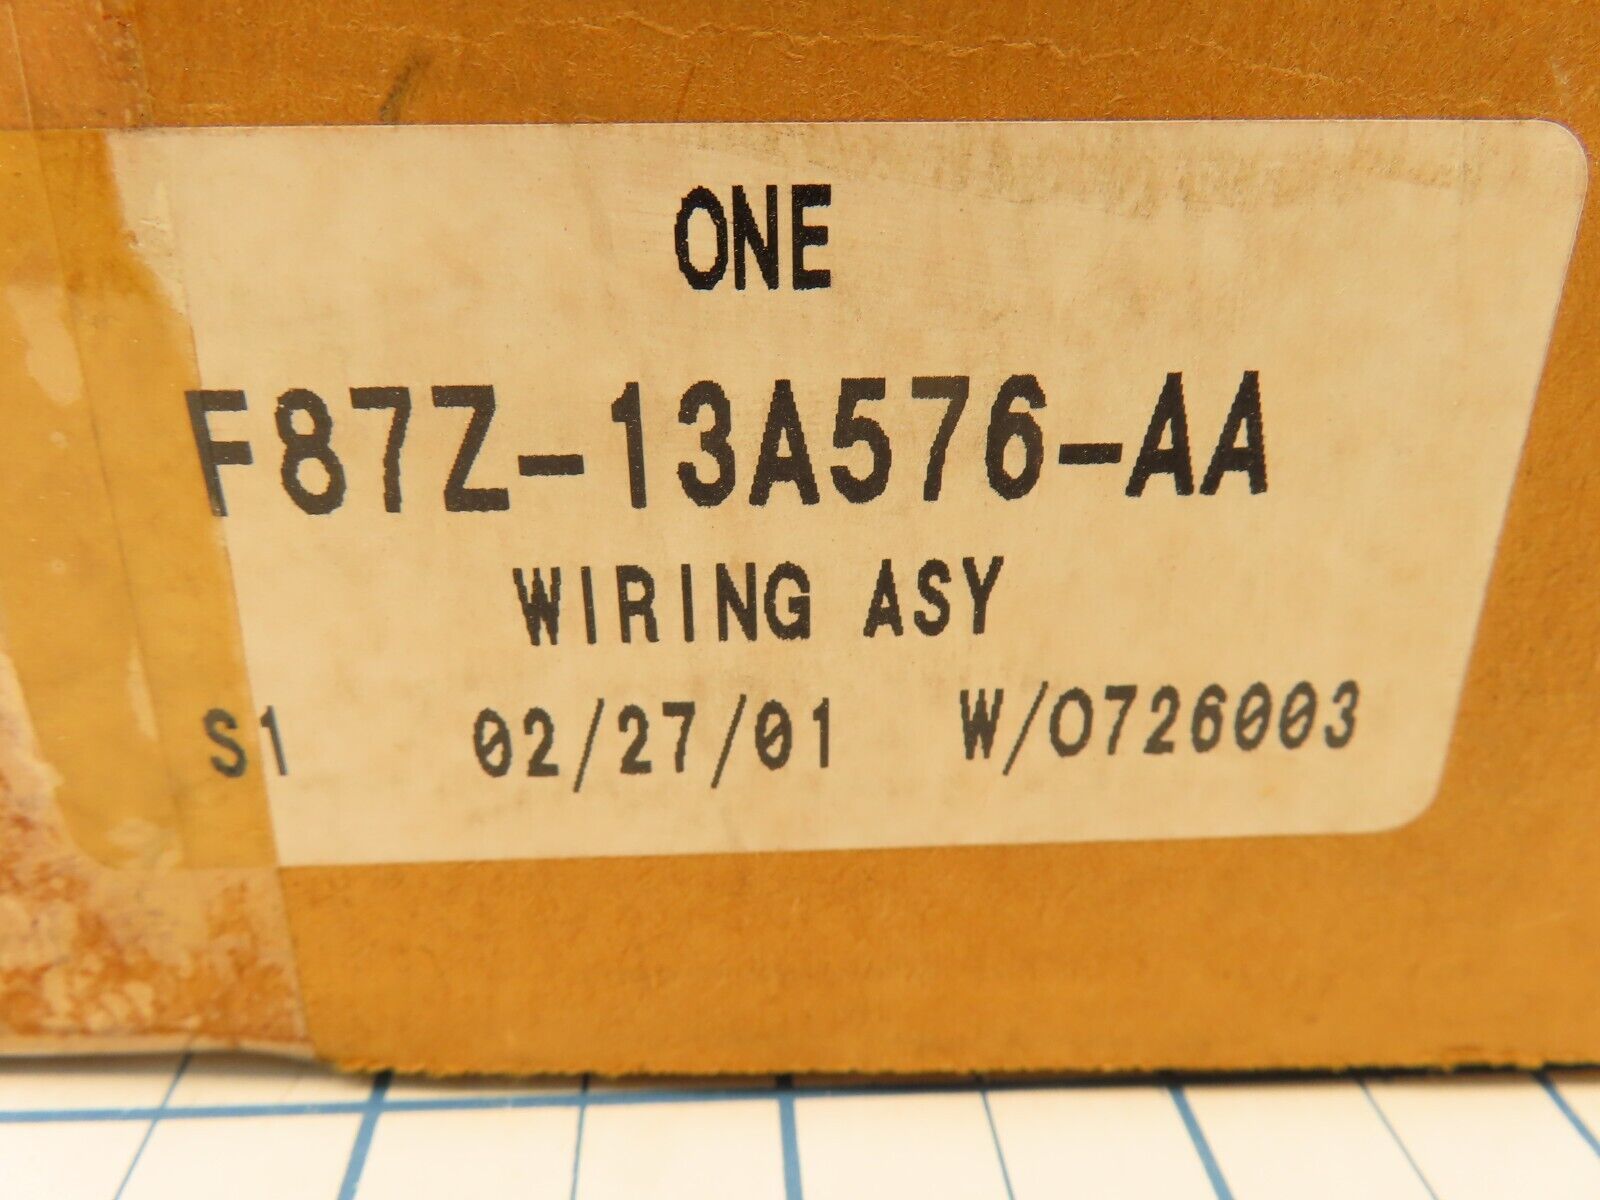 ONE
F87Z-13A576-AA
WIRING ASY
S1 02/27/01 W/O726003